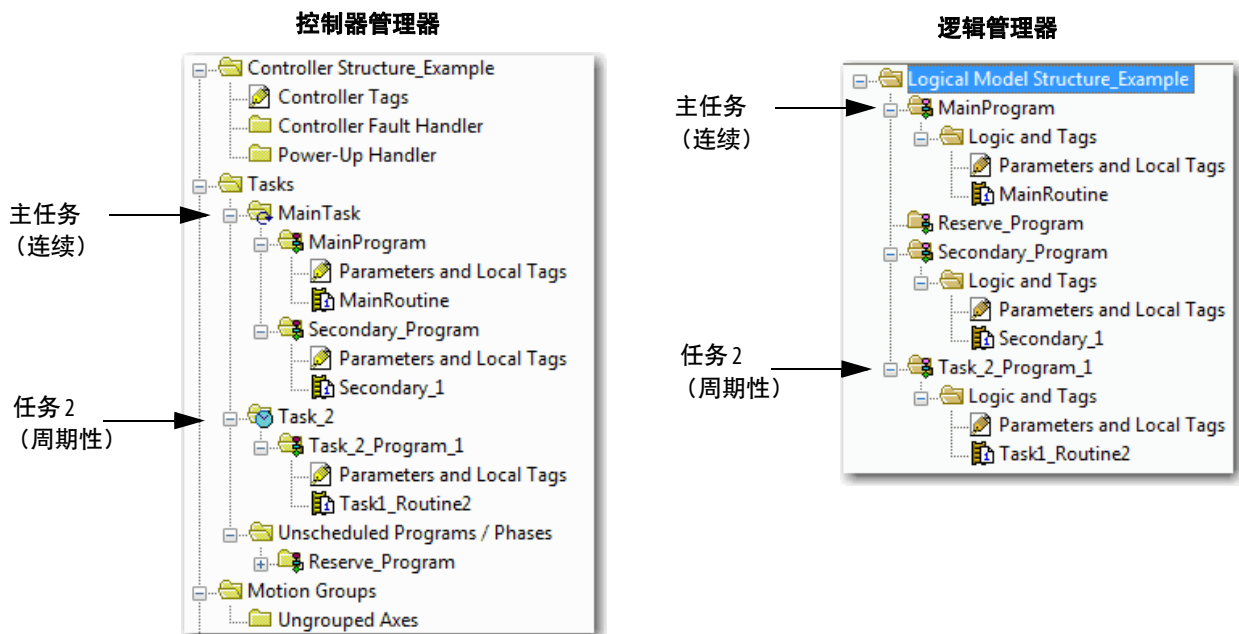 控制器管理器
主任务
（连续）
任务2
（周期性）
Controller Structure_Example
Controller Tags
Controller Fault Handler
Power-Up Handler
Tasks
MainTask
MainProgram
Parameters and Local Tags
MainRoutine
Secondary_Program
Parameters and Local Tags
Secondary_1
Task_2
Task_2_Program_1
Parameters and Local Tags
Task1_Routine2
Unscheduled Programs / Phases
Reserve_Program
Motion Groups
Ungrouped Axes
逻辑管理器
主任务
（连续）
任务2
（周期性）
Logical Model Structure_Example
MainProgram
Logic and Tags
Parameters and Local Tags
MainRoutine
Reserve_Program
Secondary_Program
Logic and Tags
Parameters and Local Tags
Secondary_1
Task_2_Program_1
Logic and Tags
Parameters and Local Tags
Task1_Routine2